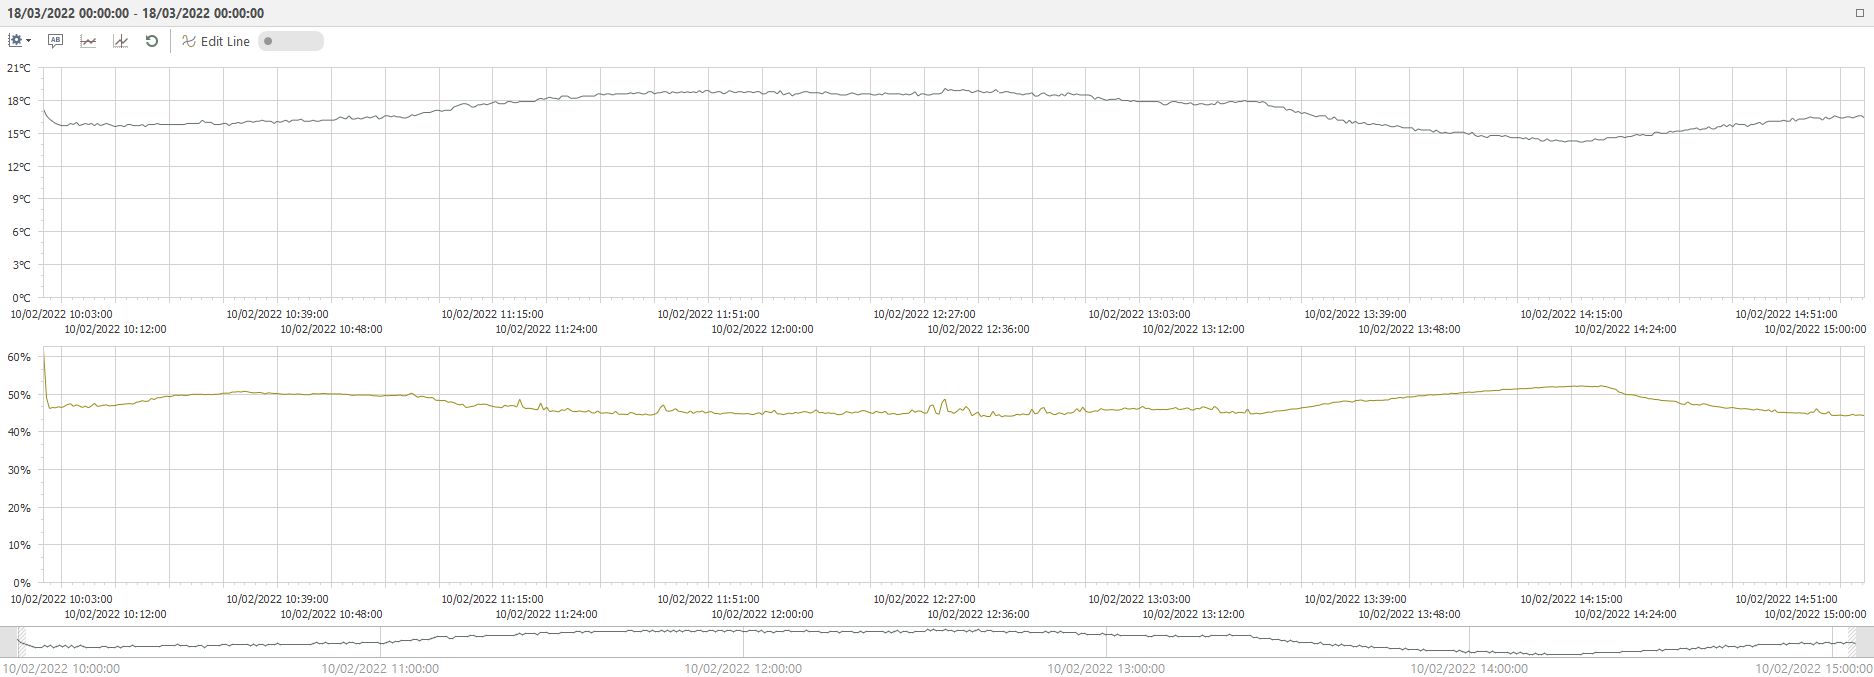 18/03/2022 00:00:00 - 18/03/2022 00:00:00
AB Edit Line
21°C
18°C
15°C
12°C
9°C
6°C
3°C
0°C
10/02/2022 10:03:00 10/02/2022 10:39:00 10/02/2022 11:15:00 10/02/2022 11:51:00 10/02/2022 12:27:00 10/02/2022 13:03:00 10/02/2022 13:39:00 10/02/2022 14:15:00 10/02/2022 14:51:00
10/02/2022 10:12:00 10/02/2022 10:48:00 10/02/2022 11:24:00 10/02/2022 12:00:00 10/02/2022 12:36:00 10/02/2022 13:12:00 10/02/2022 13:48:00 10/02/2022 14:24:00 10/02/2022 15:00:00
60%
50%
40%
30%
20%
10%
0%
10/02/2022 10:03:00 10/02/2022 10:39:00 10/02/2022 11:15:00 10/02/2022 11:51:00 10/02/2022 12:27:00 10/02/2022 13:03:00 10/02/2022 13:39:00 10/02/2022 14:15:00 10/02/2022 14:51:00
10/02/2022 10:12:00 10/02/2022 10:48:00 10/02/2022 11:24:00 10/02/2022 12:00:00 10/02/2022 12:36:00 10/02/2022 13:12:00 10/02/2022 13:48:00 10/02/2022 14:24:00 10/02/2022 15:00:00
10/02/2022 10:00:00 10/02/2022 11:00:00 10/02/2022 12:00:00 10/02/2022 13:00:00 10/02/2022 14:00:00 10/02/2022 15:00:00